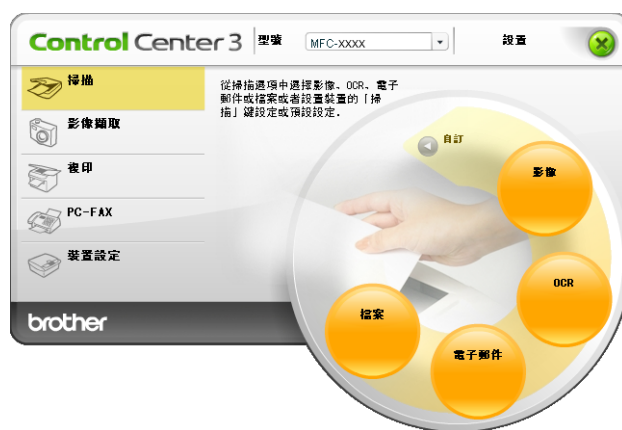 Control Center 3
型號
MFC-XXXX
設置
掃描
影像擷取
複印
PC-FAX
裝置設定
brother
從掃描選項中選擇影像、OCR、電子
郵件或檔案或者設置裝置的「掃
描」鍵設定或預設設定.
自訂
影像
OCR
電子郵件
檔案